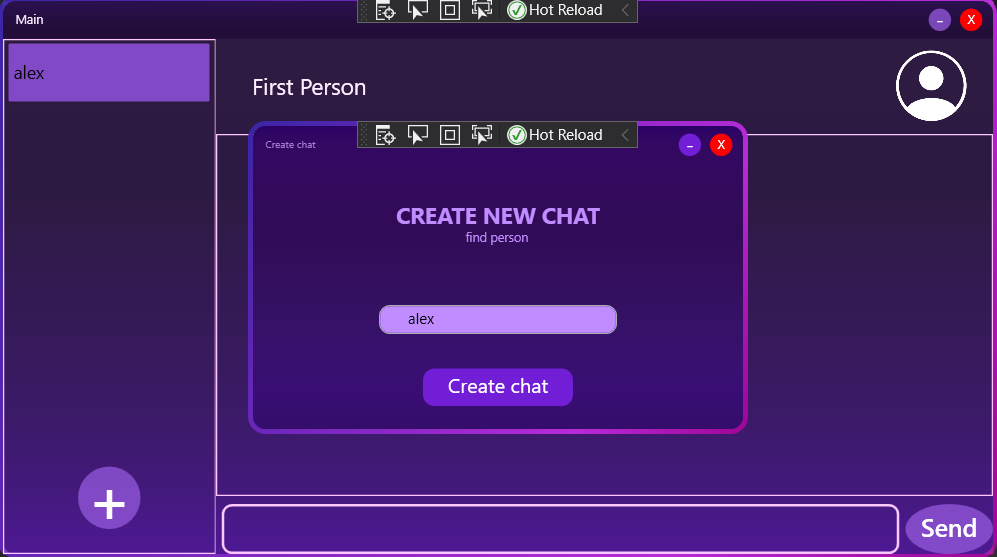 Main
Hot Reload
-
X
alex
First Person
Hot Reload
Create chat
-
X
CREATE NEW CHAT
find person
alex
Create chat
+
Send